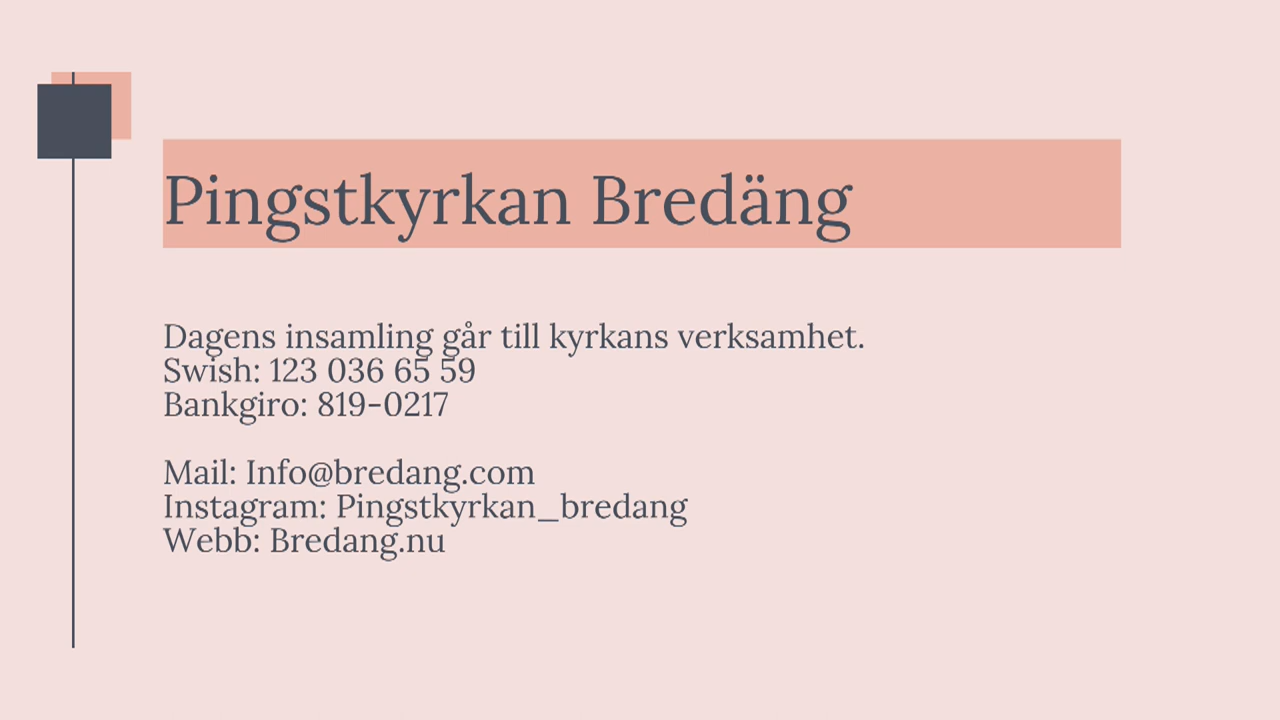 Pingstkyrkan Bredäng
Dagens insamling går till kyrkans verksamhet.
Swish: 123 036 65 59
Bankgiro: 819-0217
Mail: Info@bredang.com
Instagram: Pingstkyrkan_bredang
Webb: Bredang.nu